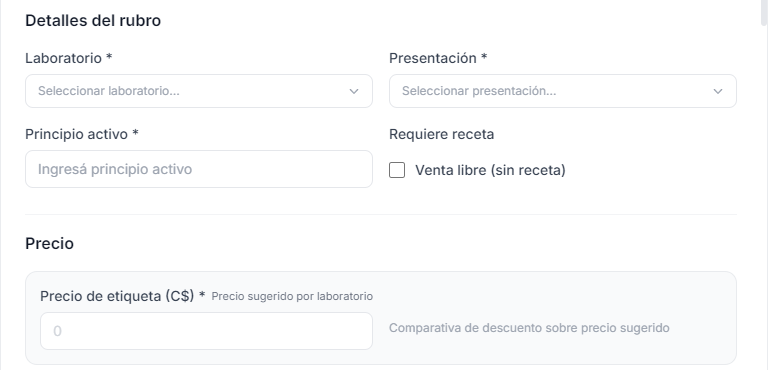 Detalles del rubro
Laboratorio * Presentación *
Seleccionar laboratorio... Seleccionar presentación...
Principio activo * Requiere receta
Ingresá principio activo Venta libre (sin receta)
Precio
Precio de etiqueta (C$) * Precio sugerido por laboratorio
0 Comparativa de descuento sobre precio sugerido